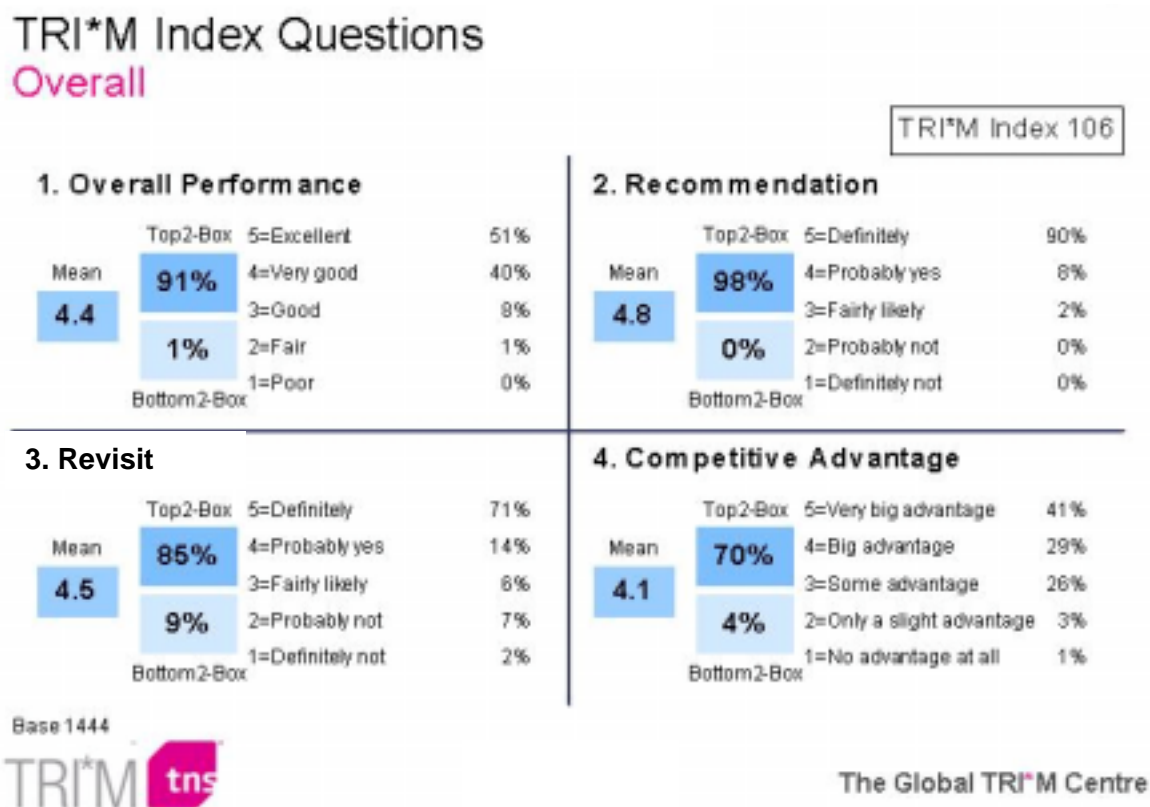 TRI*M Index Questions
Overall
TRI*M Index 106
1. Overall Performance
Top2-Box 5=Excellent 51%
Mean 91% 4=Very good 40%
4.4 3=Good 8%
1% 2=Fair 1%
1=Poor 0%
Bottom2-Box
2. Recommendation
Top2-Box 5=Definitely 90%
Mean 98% 4=Probably yes 8%
4.8 3=Fairly likely 2%
0% 2=Probably not 0%
1=Definitely not 0%
Bottom2-Box
3. Revisit
Top2-Box 5=Definitely 71%
Mean 85% 4=Probably yes 14%
4.5 3=Fairly likely 6%
9% 2=Probably not 7%
1=Definitely not 2%
Bottom2-Box
4. Competitive Advantage
Top2-Box 5=Very big advantage 41%
Mean 70% 4=Big advantage 29%
4.1 3=Some advantage 26%
4% 2=Only a slight advantage 3%
1=No advantage at all 1%
Bottom2-Box
Base 1444
TRI*M tns
The Global TRI*M Centre